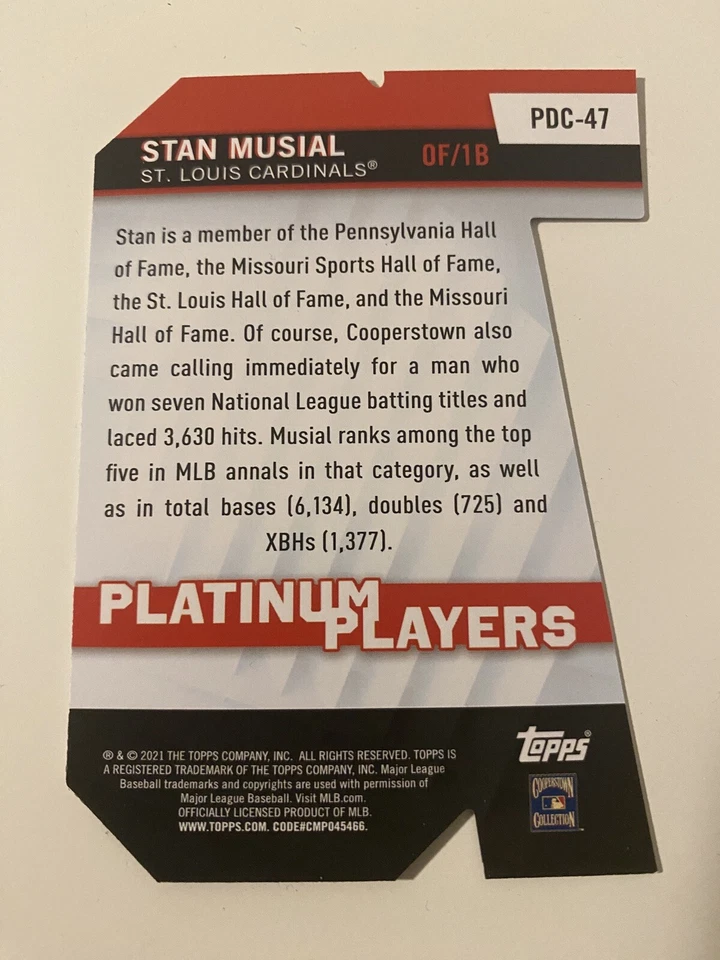 PDC-47
STAN MUSIAL
OF/1B
ST. LOUIS CARDINALS®
Stan is a member of the Pennsylvania Hall
of Fame, the Missouri Sports Hall of Fame,
the St. Louis Hall of Fame, and the Missouri
Hall of Fame. Of course, Cooperstown also
came calling immediately for a man who
won seven National League batting titles and
laced 3,630 hits. Musial ranks among the top
five in MLB annals in that category, as well
as in total bases (6,134), doubles (725) and
XBHs (1,377).
PLATINUM
PLAYERS
® & © 2021 THE TOPPS COMPANY, INC. ALL RIGHTS RESERVED. TOPPS IS
A REGISTERED TRADEMARK OF THE TOPPS COMPANY, INC. Major League
Baseball trademarks and copyrights are used with permission of
Major League Baseball. Visit MLB.com.
OFFICIALLY LICENSED PRODUCT OF MLB.
WWW.TOPPS.COM. CODE#CMP045466.
Topps®
COOPERSTOWN
COLLECTION